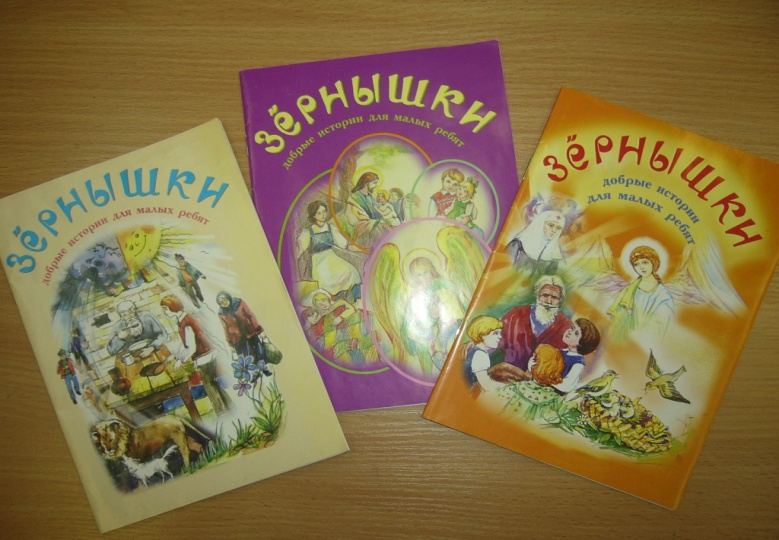 ЗЁРНЫШКИ
добрые истории для малых ребят
ЗЁРНЫШКИ
добрые истории для малых ребят
ЗЁРНЫШКИ
добрые истории
для малых ребят